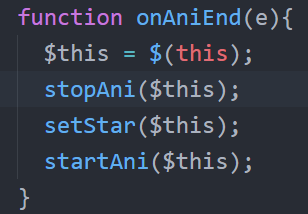 function onAniEnd(e){
$this = $(this);
stopAni($this);
setStar($this);
startAni($this);
}